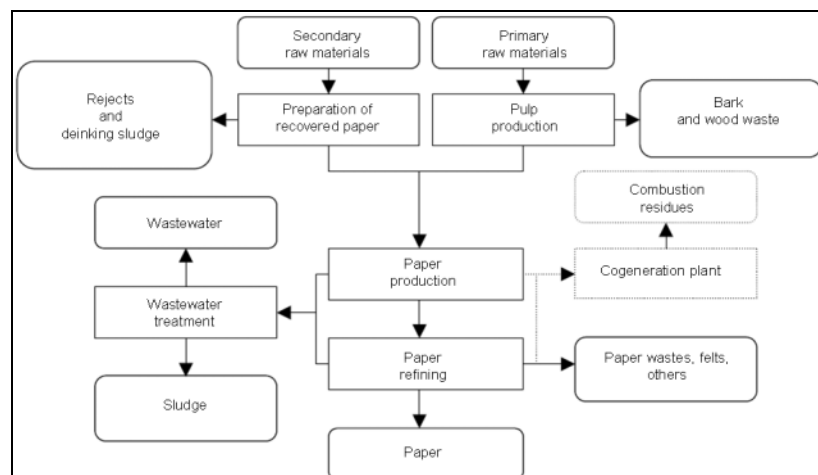 Secondary
raw materials
Primary
raw materials
Rejects
and
deinking sludge
Preparation of
recovered paper
Pulp
production
Bark
and wood waste
Combustion
residues
Wastewater
Paper
production
Cogeneration plant
Wastewater
treatment
Paper
refining
Paper wastes, felts,
others
Sludge
Paper